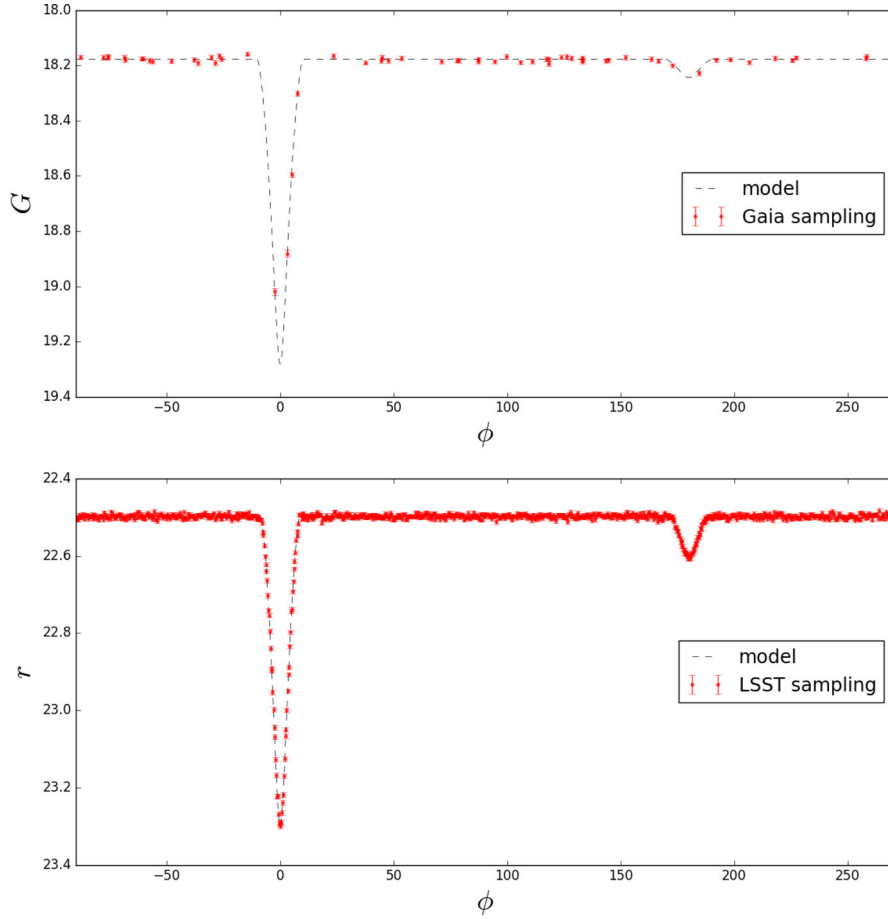 18.0
18.2
18.4
18.6
18.8
19.0
19.2
19.4
G
model
Gaia sampling
−50 0 50 100 150 200 250
ϕ
22.4
22.6
22.8
23.0
23.2
23.4
r
model
LSST sampling
−50 0 50 100 150 200 250
ϕ